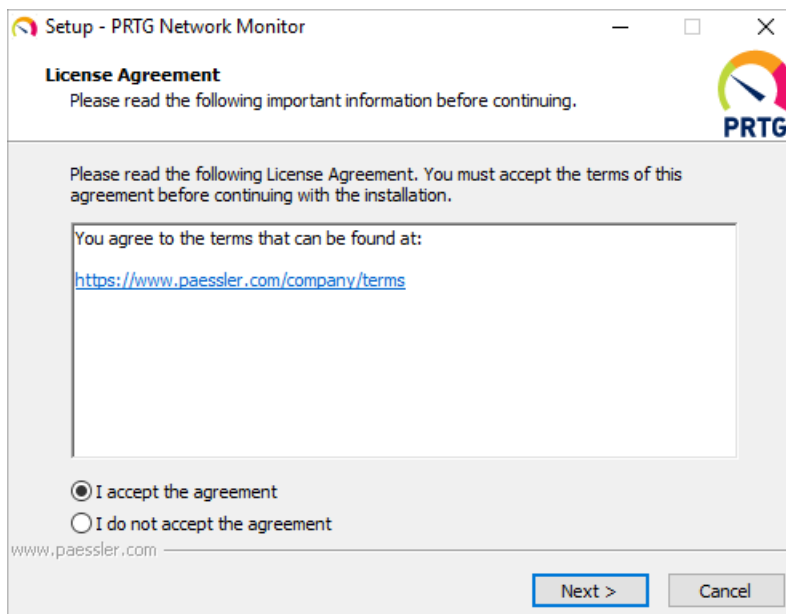 Setup - PRTG Network Monitor
License Agreement
Please read the following important information before continuing.
PRTG
Please read the following License Agreement. You must accept the terms of this
agreement before continuing with the installation.
You agree to the terms that can be found at:
https://www.paessler.com/company/terms
I accept the agreement
I do not accept the agreement
www.paessler.com
Next >
Cancel